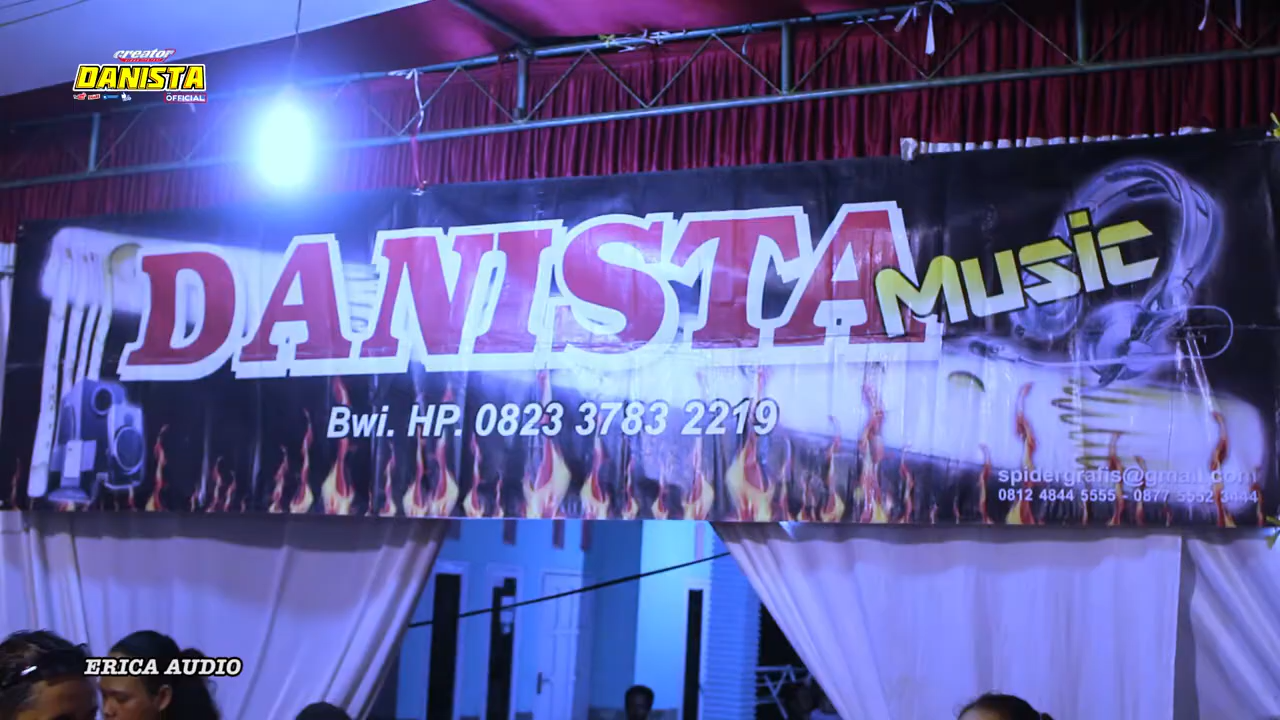 creator
DANISTA
OFFICIAL
DANISTA Music
Bwi. HP. 0823 3783 2219
spidergrafis@gmail.com
0812 4844 5555 - 0877 5552 3444
ERICA AUDIO